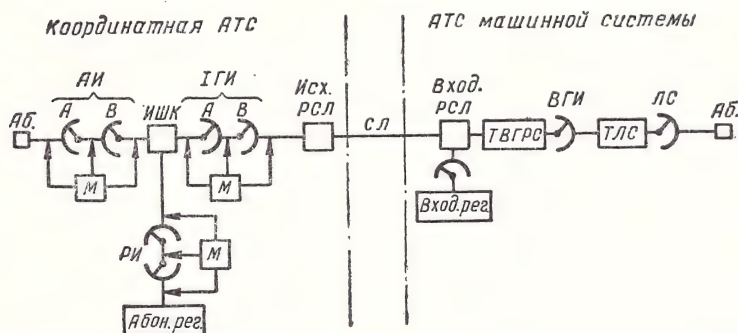 Координатная АТС
АТС машинной системы
АИ
А В
ИШК
IГИ
А В
Исх. РСЛ
СЛ
Вход. РСЛ
ВГИ
ЛС
Аб.
ТВГРС
ТЛС
Аб.
М
М
Вход.рег.
РИ
М
Абон.рег.